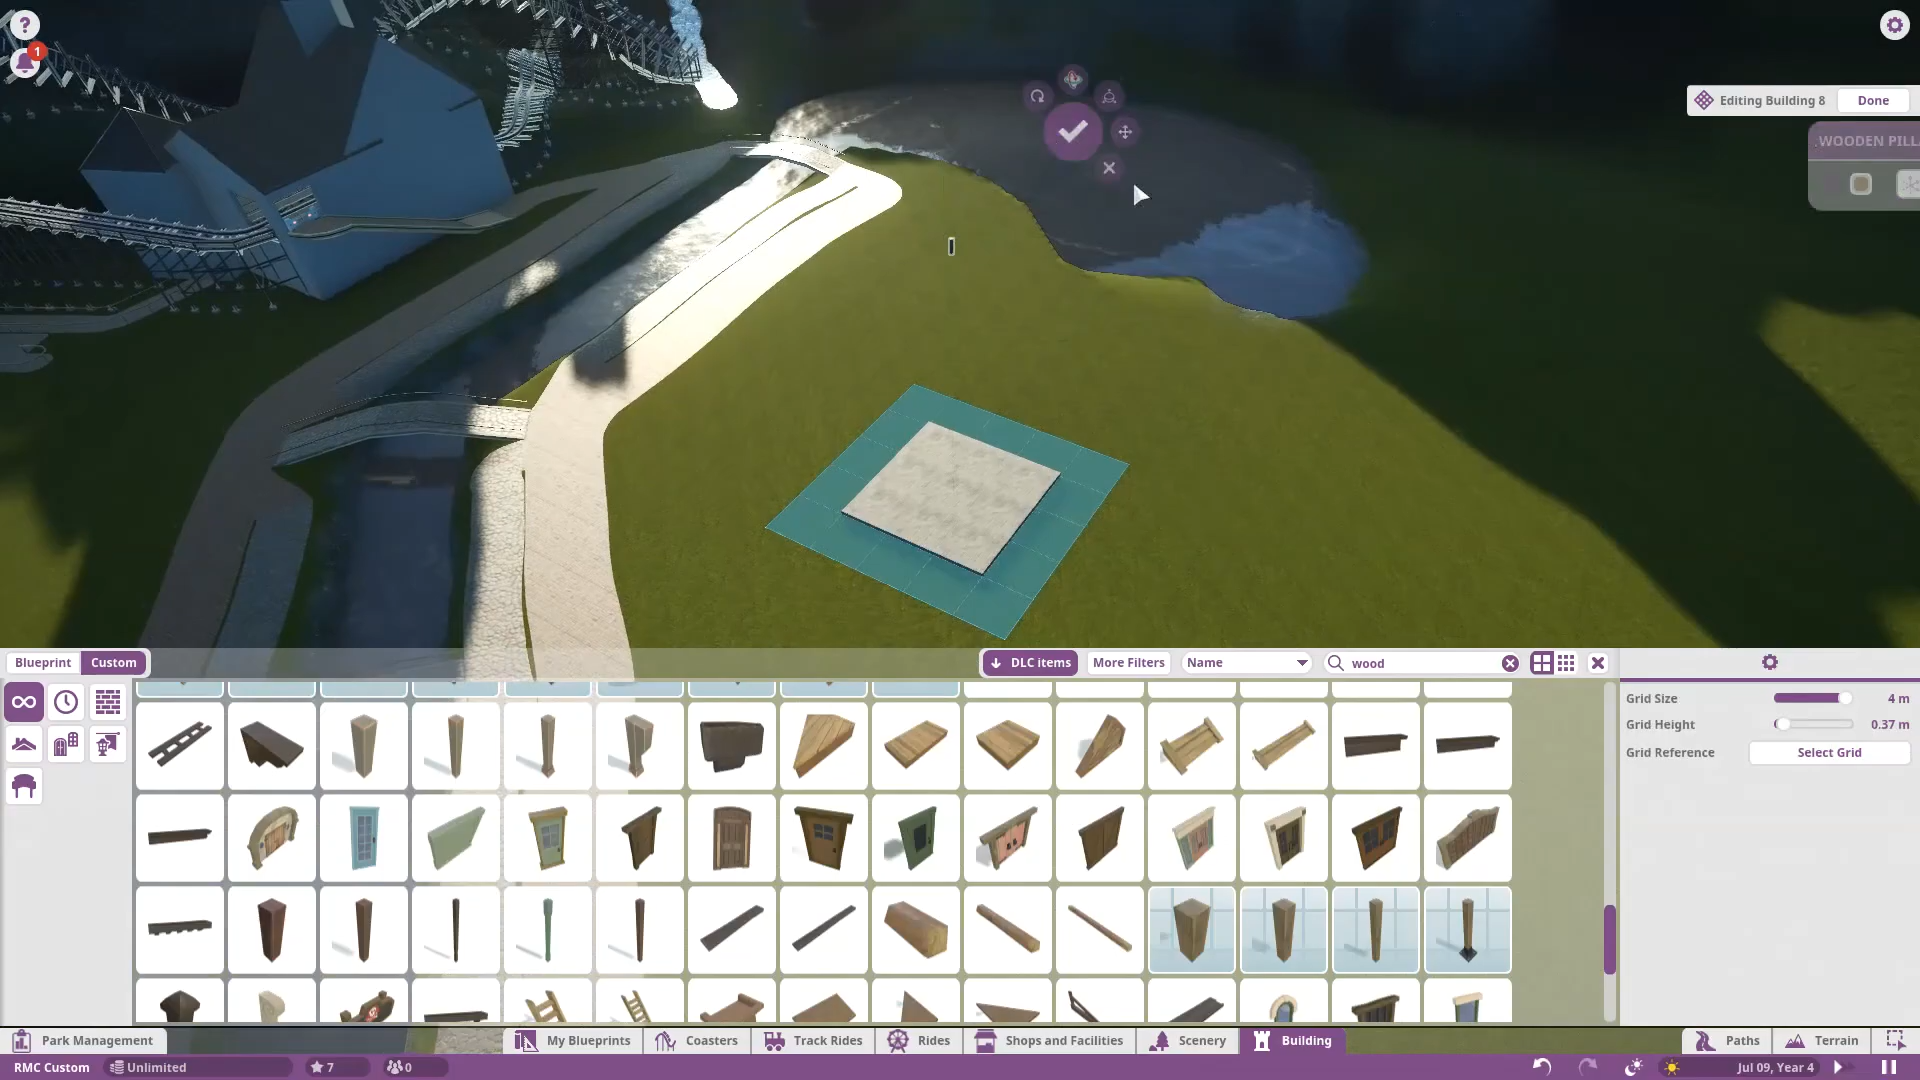 ?
1
Editing Building 8
Done
WOODEN PILL
Blueprint
Custom
DLC items
More Filters
Name
wood
Grid Size
4 m
Grid Height
0.37 m
Grid Reference
Select Grid
Park Management
My Blueprints
Coasters
Track Rides
Rides
Shops and Facilities
Scenery
Building
Paths
Terrain
RMC Custom
Unlimited
7
0
Jul 09, Year 4